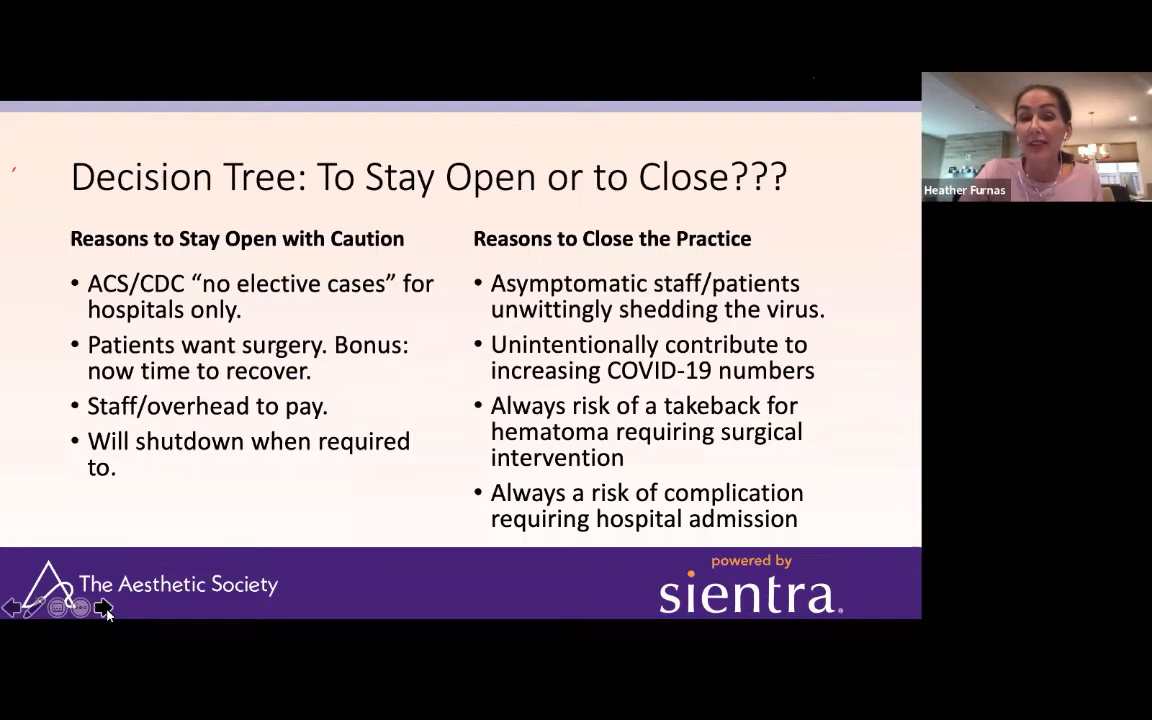 Decision Tree: To Stay Open or to Close???
Reasons to Stay Open with Caution
• ACS/CDC “no elective cases” for
hospitals only.
• Patients want surgery. Bonus:
now time to recover.
• Staff/overhead to pay.
• Will shutdown when required
to.
Reasons to Close the Practice
• Asymptomatic staff/patients
unwittingly shedding the virus.
• Unintentionally contribute to
increasing COVID-19 numbers
• Always risk of a takeback for
hematoma requiring surgical
intervention
• Always a risk of complication
requiring hospital admission
The Aesthetic Society
powered by
sientra.
Heather Furnas